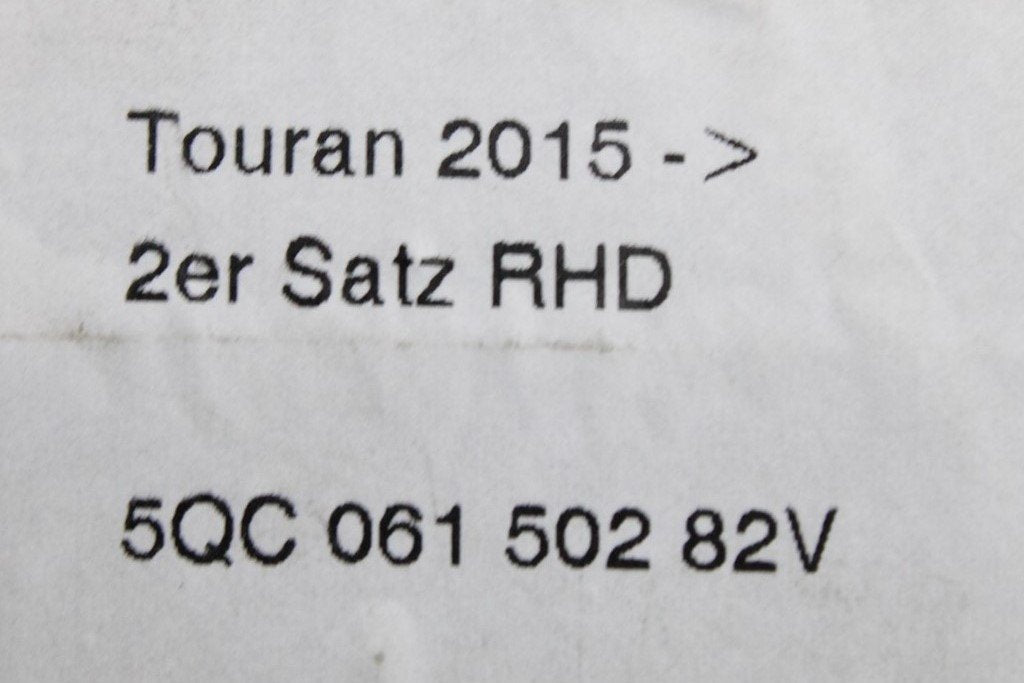 Touran 2015 ->
2er Satz RHD
5QC 061 502 82V